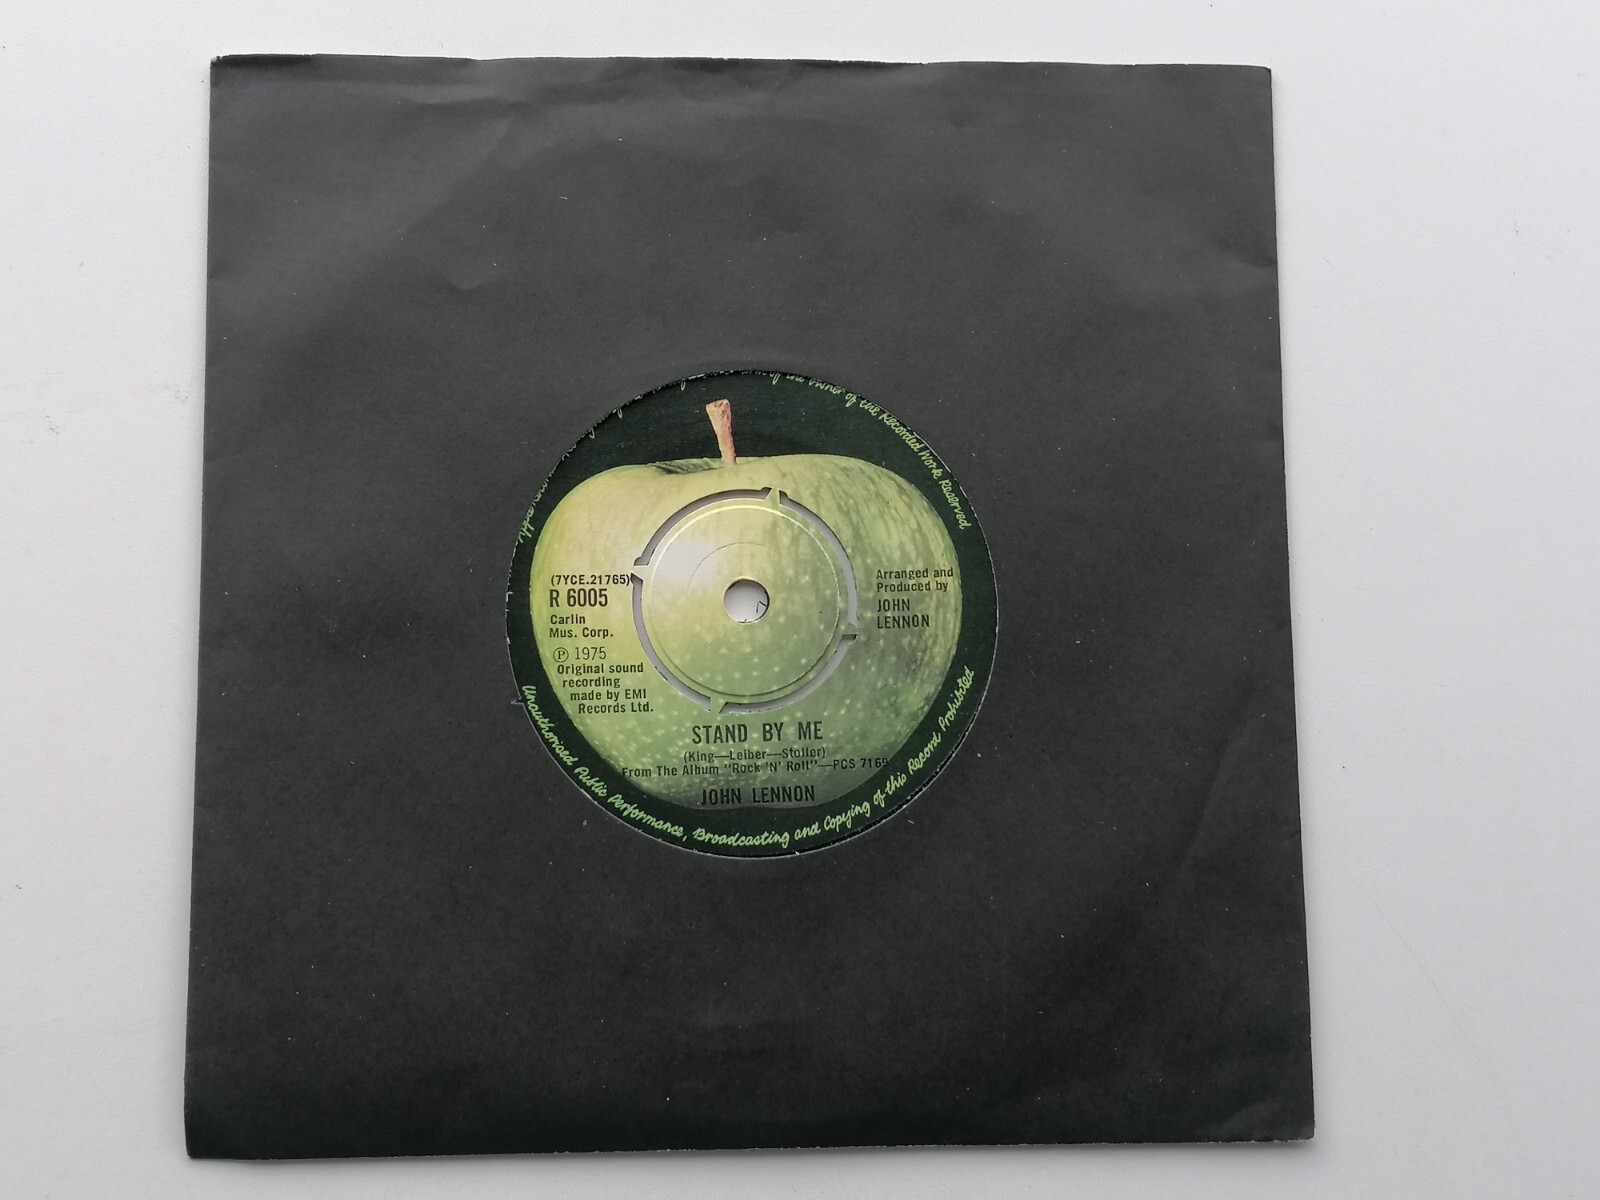 of the owner of the Recorded Work Reserved
(7YCE.21765)
R 6005
Carlin
Mus. Corp.
Ⓟ 1975
Original sound
recording
made by EMI
Records Ltd.
Arranged and
Produced by
JOHN
LENNON
STAND BY ME
(King—Leiber—Stoller)
From The Album "Rock 'N' Roll"—PCS 7169
JOHN LENNON
Unauthorised Public Performance, Broadcasting and Copying of this Record Prohibited